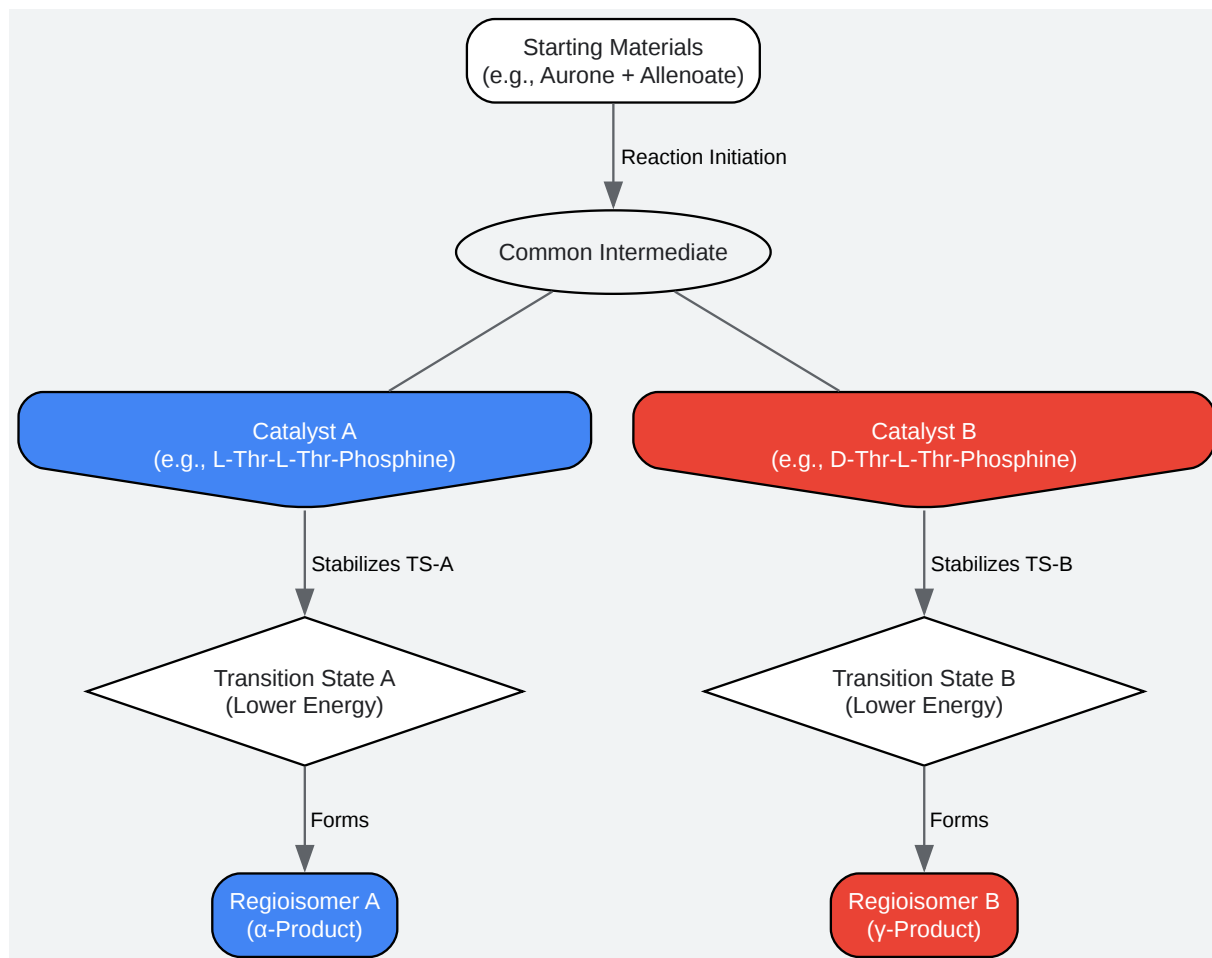 Starting Materials
(e.g., Aurone + Allenoate)
Reaction Initiation
Common Intermediate
Catalyst A
(e.g., L-Thr-L-Thr-Phosphine)
Catalyst B
(e.g., D-Thr-L-Thr-Phosphine)
Stabilizes TS-A
Stabilizes TS-B
Transition State A
(Lower Energy)
Transition State B
(Lower Energy)
Forms
Forms
Regioisomer A
(α-Product)
Regioisomer B
(γ-Product)